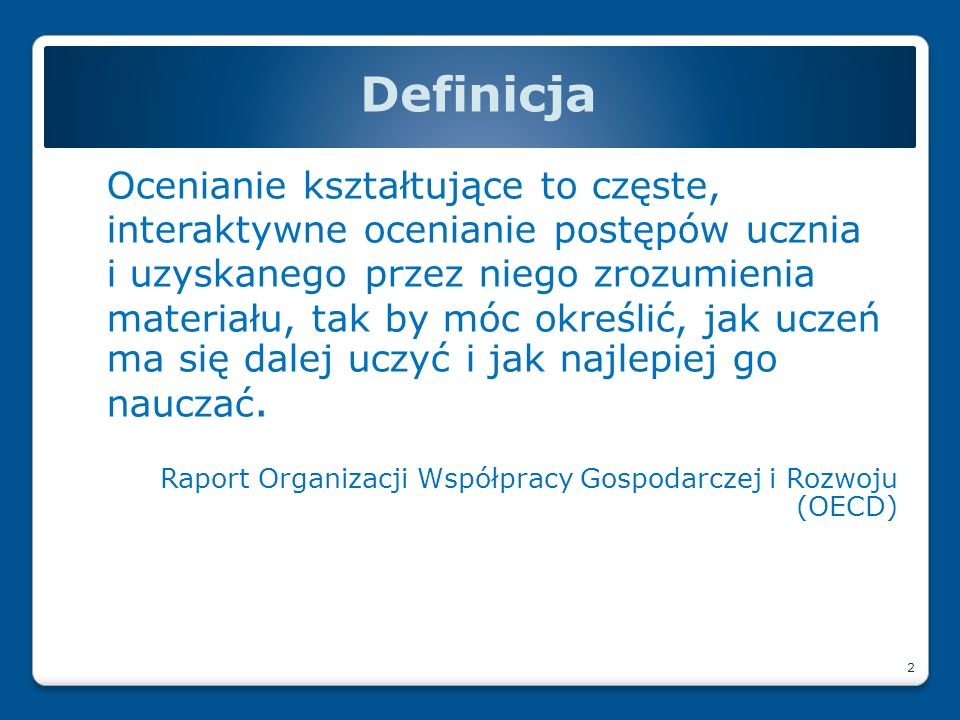 Definicja
Ocenianie kształtujące to częste,
interaktywne ocenianie postępów ucznia
i uzyskanego przez niego zrozumienia
materiału, tak by móc określić, jak uczeń
ma się dalej uczyć i jak najlepiej go
nauczać.
Raport Organizacji Współpracy Gospodarczej i Rozwoju
(OECD)
2